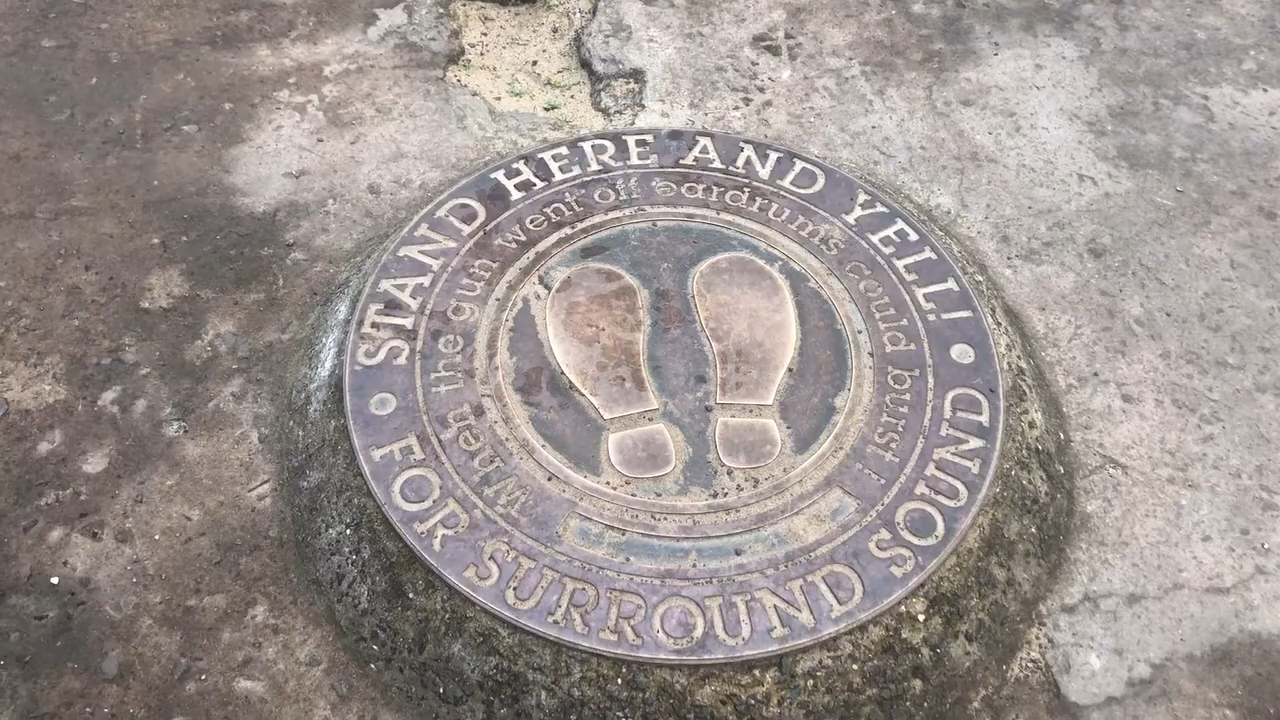 STAND HERE AND YELL!
FOR SURROUND SOUND
When the gun went off eardrums could burst!